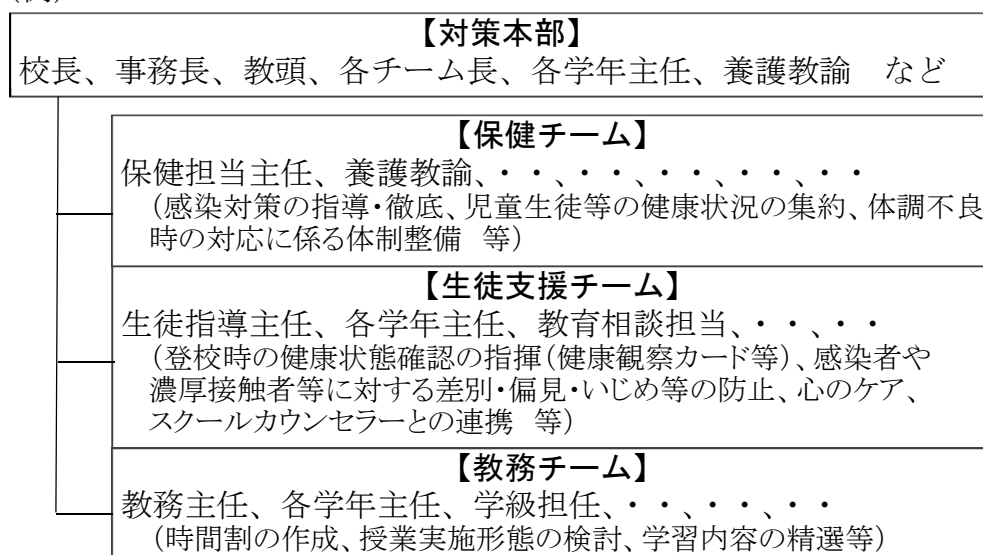 【対策本部】
校長、事務長、教頭、各チーム長、各学年主任、養護教諭　など
【保健チーム】
保健担当主任、養護教諭、・・、・・、・・、・・、・・
（感染対策の指導・徹底、児童生徒等の健康状況の集約、体調不良
時の対応に係る体制整備　等）
【生徒支援チーム】
生徒指導主任、各学年主任、教育相談担当、・・、・・
（登校時の健康状態確認の指揮（健康観察カード等）、感染者や
濃厚接触者等に対する差別・偏見・いじめ等の防止、心のケア、
スクールカウンセラーとの連携　等）
【教務チーム】
教務主任、各学年主任、学級担任、・・、・・、・・
（時間割の作成、授業実施形態の検討、学習内容の精選等）